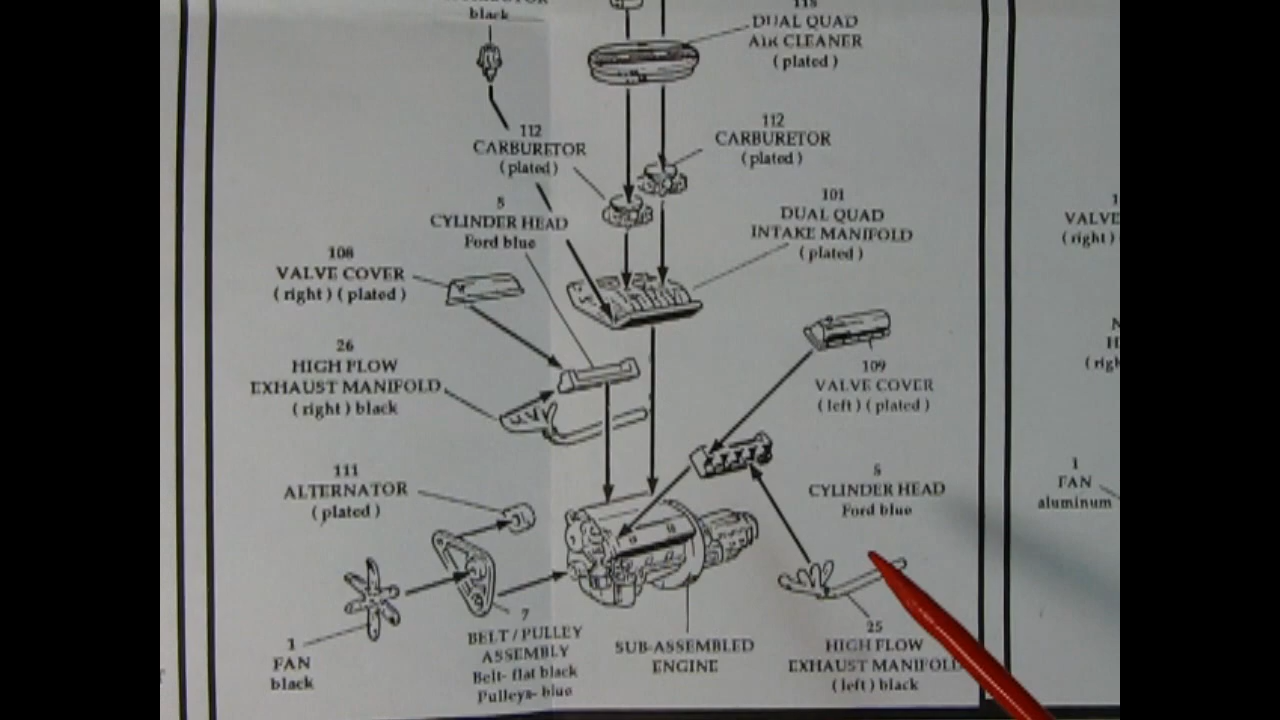 black
118
DUAL QUAD
AIR CLEANER
( plated )
112
CARBURETOR
( plated )
112
CARBURETOR
( plated )
5
CYLINDER HEAD
Ford blue
101
DUAL QUAD
INTAKE MANIFOLD
( plated )
108
VALVE COVER
( right ) ( plated )
26
HIGH FLOW
EXHAUST MANIFOLD
( right ) black
109
VALVE COVER
( left ) ( plated )
111
ALTERNATOR
( plated )
5
CYLINDER HEAD
Ford blue
1
FAN
black
7
BELT / PULLEY
ASSEMBLY
Belt- flat black
Pulleys- blue
SUB-ASSEMBLED
ENGINE
25
HIGH FLOW
EXHAUST MANIFOLD
( left ) black
VALVE
( right )
1
FAN
aluminum